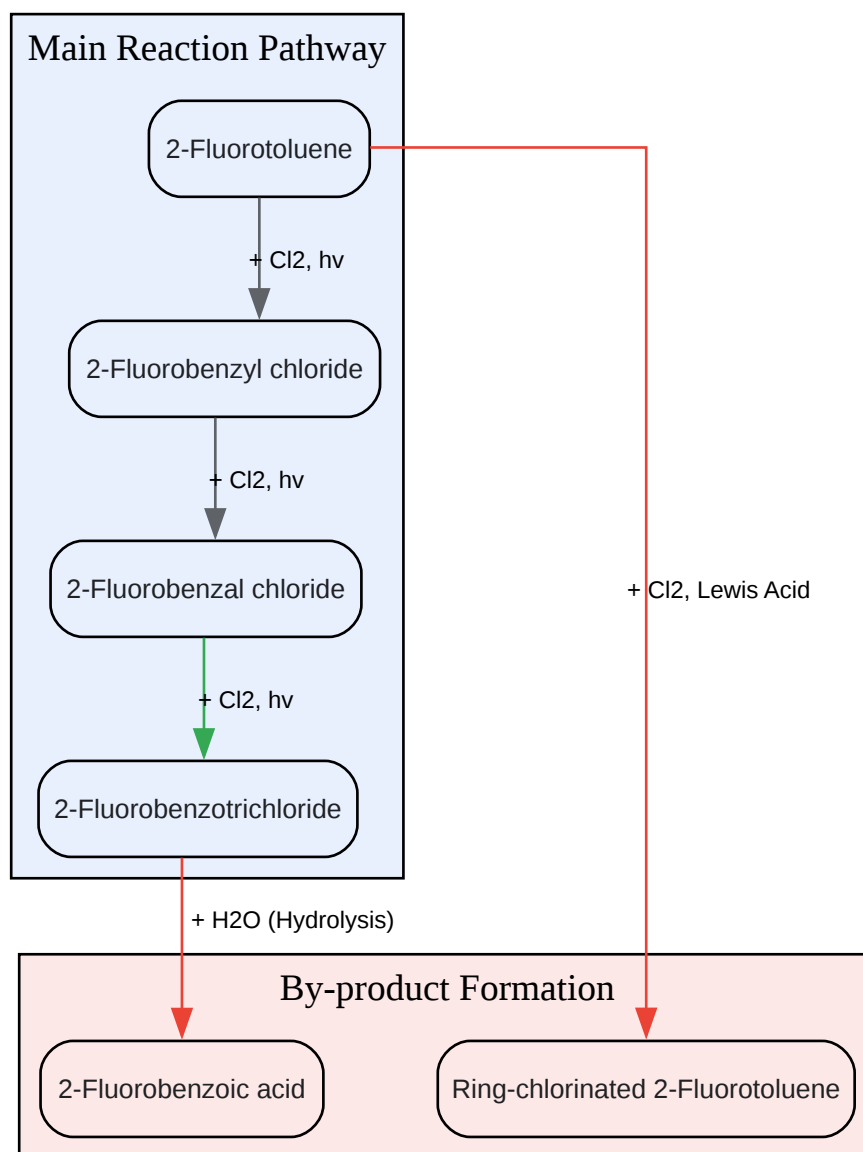 Main Reaction Pathway
2-Fluorotoluene
+ Cl2, hv
2-Fluorobenzyl chloride
+ Cl2, hv
2-Fluorobenzal chloride
+ Cl2, Lewis Acid
+ Cl2, hv
2-Fluorobenzotrichloride
+ H2O (Hydrolysis)
By-product Formation
2-Fluorobenzoic acid
Ring-chlorinated 2-Fluorotoluene